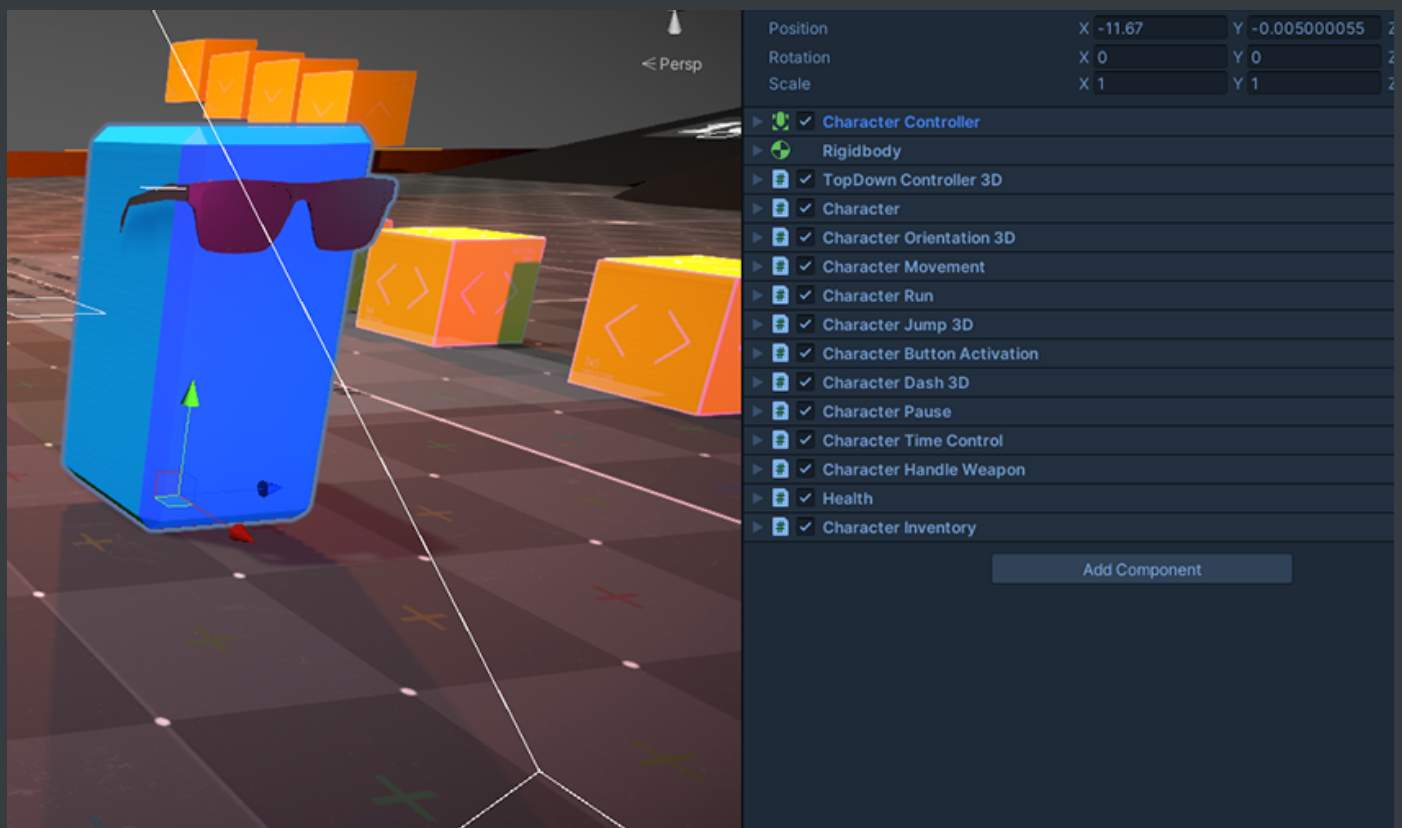 Persp
Position X -11.67 Y -0.005000055 Z
Rotation X 0 Y 0 Z
Scale X 1 Y 1 Z
Character Controller
Rigidbody
TopDown Controller 3D
Character
Character Orientation 3D
Character Movement
Character Run
Character Jump 3D
Character Button Activation
Character Dash 3D
Character Pause
Character Time Control
Character Handle Weapon
Health
Character Inventory
Add Component